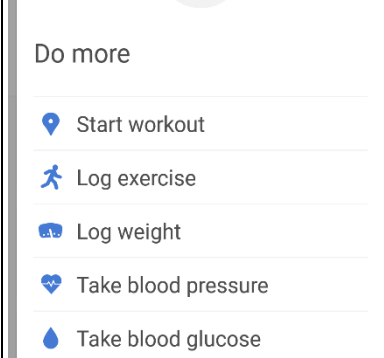 Do more
Start workout
Log exercise
Log weight
Take blood pressure
Take blood glucose